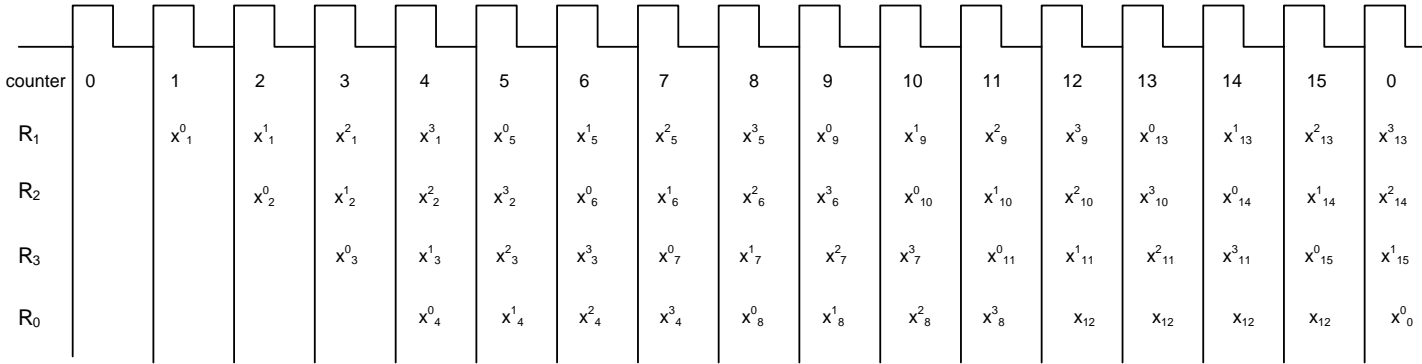 counter 0 1 2 3 4 5 6 7 8 9 10 11 12 13 14 15 0
R₁ x⁰₁ x¹₁ x²₁ x³₁ x⁰₅ x¹₅ x²₅ x³₅ x⁰₉ x¹₉ x²₉ x³₉ x⁰₁₃ x¹₁₃ x²₁₃ x³₁₃
R₂ x⁰₂ x¹₂ x²₂ x³₂ x⁰₆ x¹₆ x²₆ x³₆ x⁰₁₀ x¹₁₀ x²₁₀ x³₁₀ x⁰₁₄ x¹₁₄ x²₁₄
R₃ x⁰₃ x¹₃ x²₃ x³₃ x⁰₇ x¹₇ x²₇ x³₇ x⁰₁₁ x¹₁₁ x²₁₁ x³₁₁ x⁰₁₅ x¹₁₅
R₀ x⁰₄ x¹₄ x²₄ x³₄ x⁰₈ x¹₈ x²₈ x³₈ x₁₂ x₁₂ x₁₂ x₁₂ x⁰₀